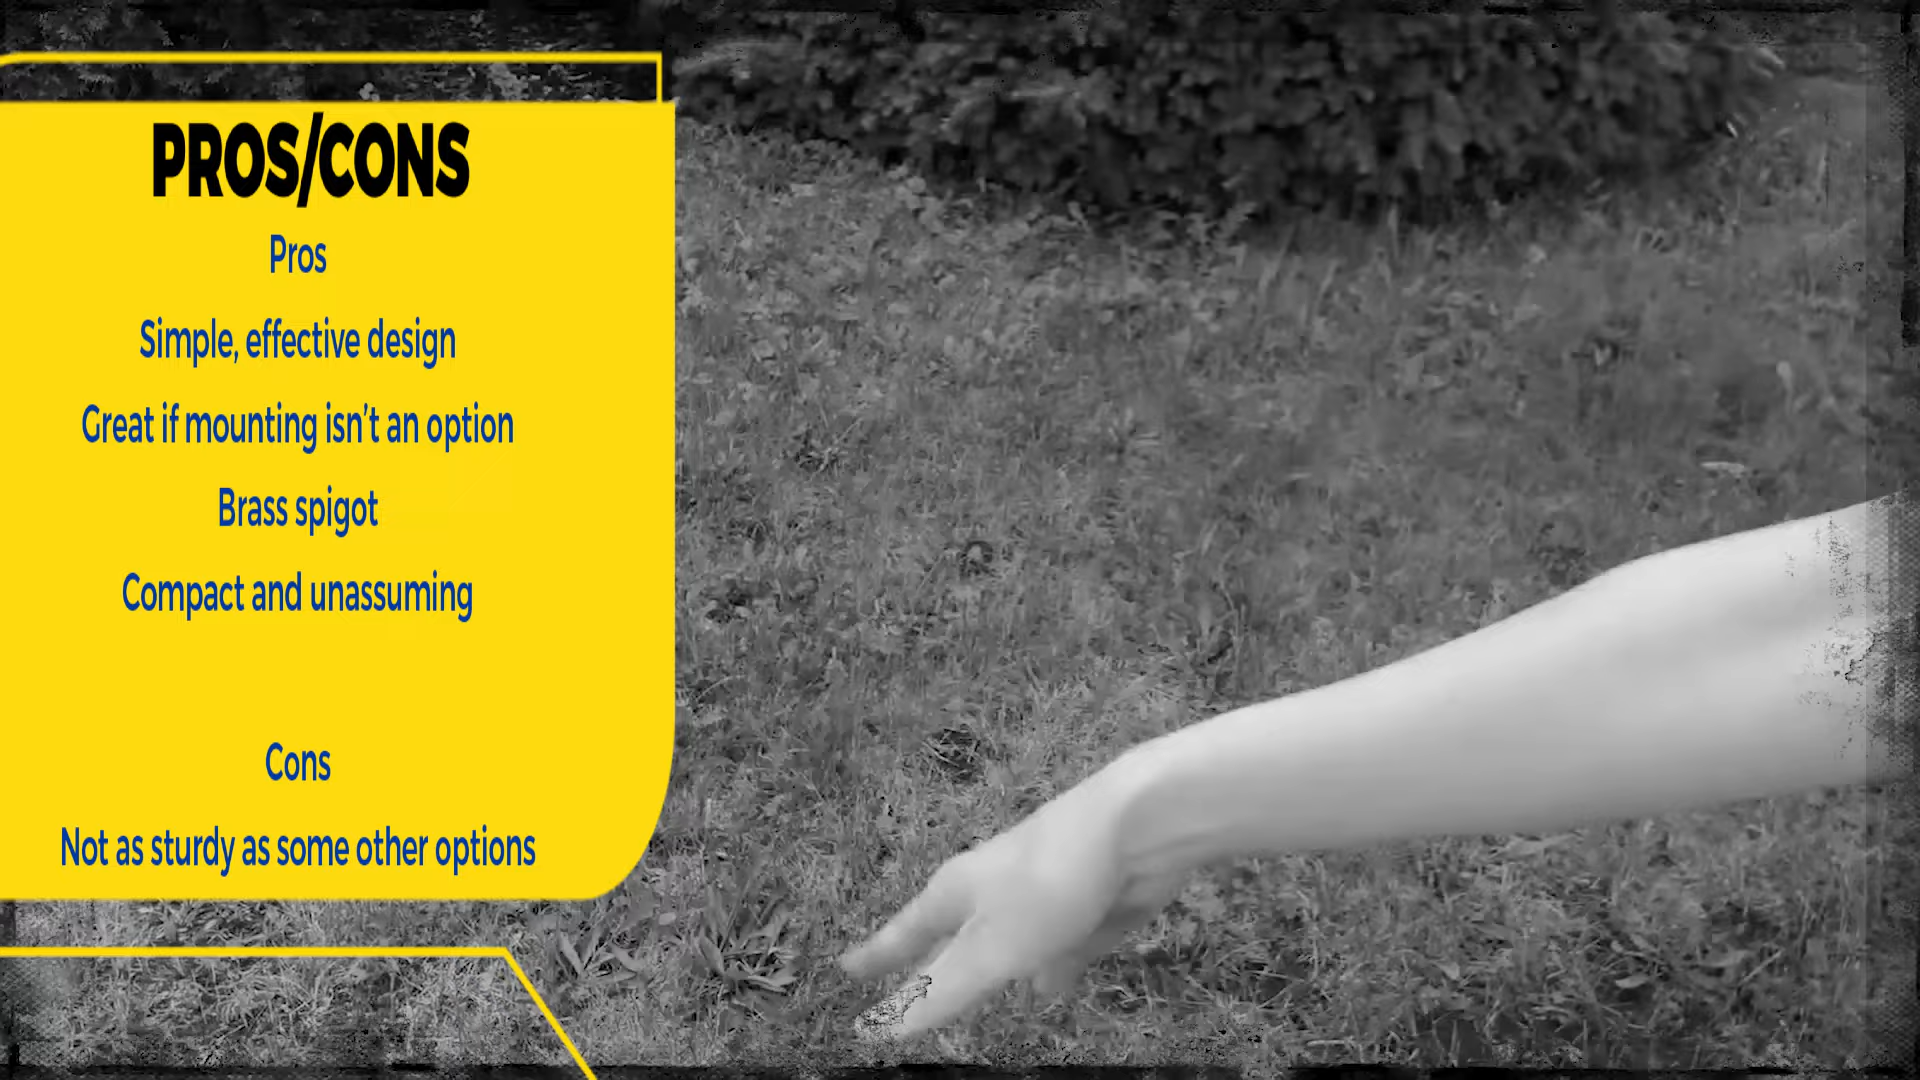 PROS/CONS
Pros
Simple, effective design
Great if mounting isn't an option
Brass spigot
Compact and unassuming
Cons
Not as sturdy as some other options